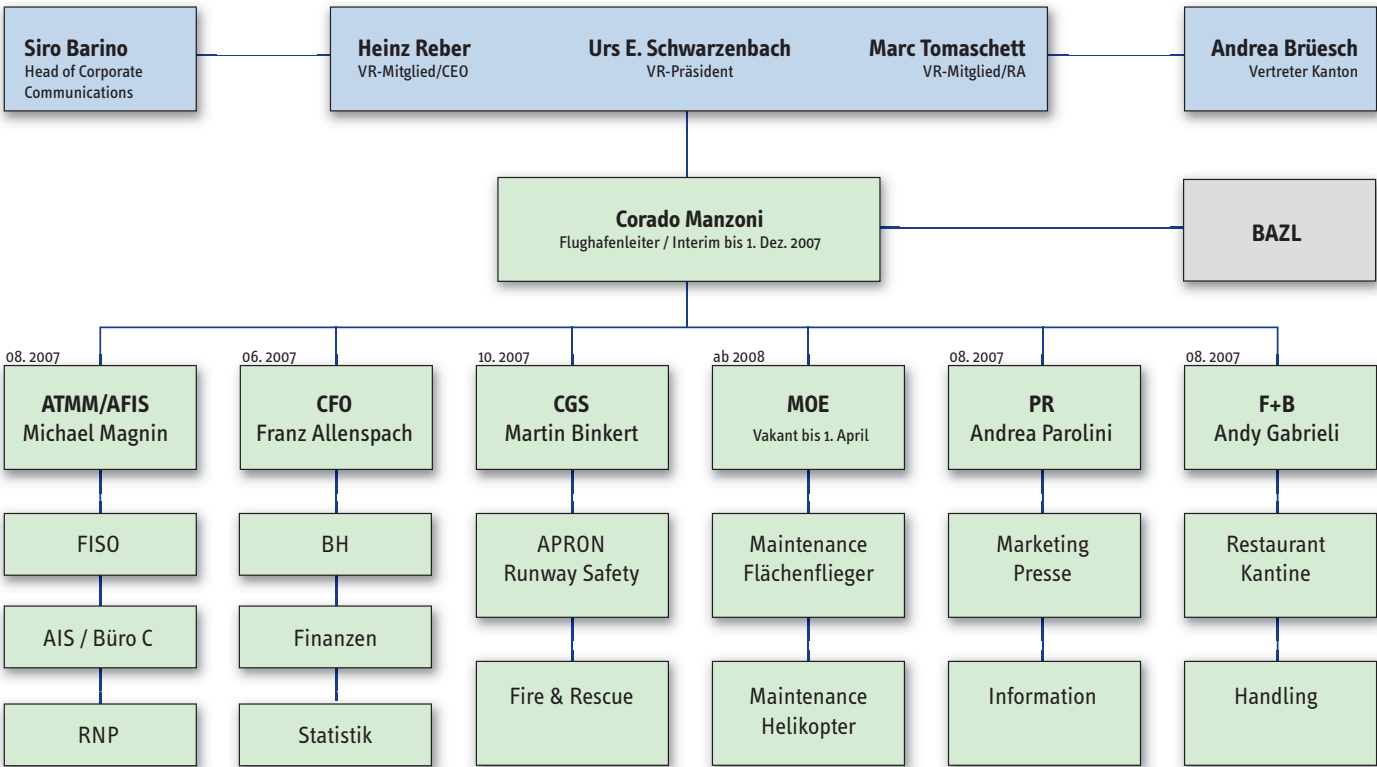 Siro Barino
Head of Corporate
Communications
Heinz Reber
VR-Mitglied/CEO
Urs E. Schwarzenbach
VR-Präsident
Marc Tomaschett
VR-Mitglied/RA
Andrea Brüesch
Vertreter Kanton
Corado Manzoni
Flughafenleiter / Interim bis 1. Dez. 2007
BAZL
08. 2007
ATMM/AFIS
Michael Magnin
06. 2007
CFO
Franz Allenspach
10. 2007
CGS
Martin Binkert
ab 2008
MOE
Vakant bis 1. April
08. 2007
PR
Andrea Parolini
08. 2007
F+B
Andy Gabrieli
FISO
BH
APRON
Runway Safety
Maintenance
Flächenflieger
Marketing
Presse
Restaurant
Kantine
AIS / Büro C
Finanzen
Fire & Rescue
Maintenance
Helikopter
Information
Handling
RNP
Statistik